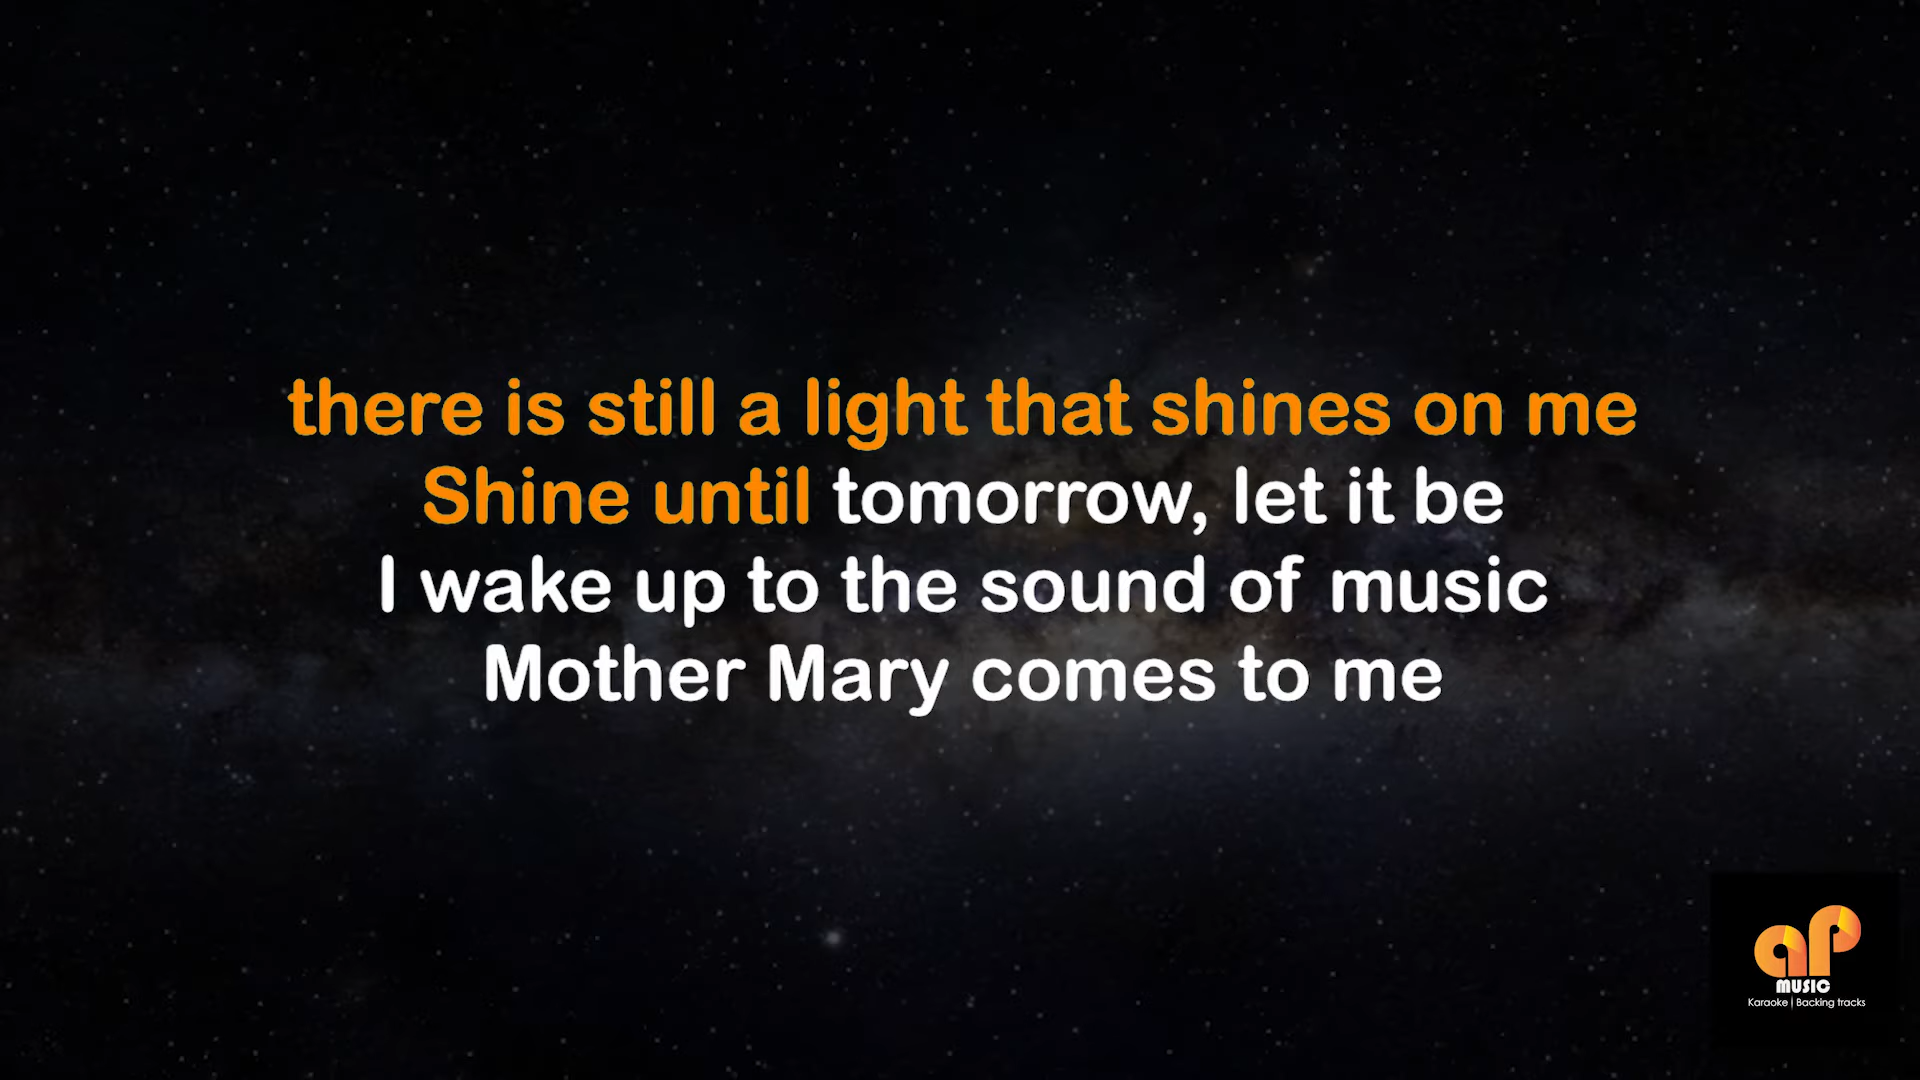 there is still a light that shines on me
Shine until tomorrow, let it be
I wake up to the sound of music
Mother Mary comes to me
aP
MUSIC
Karaoke | Backing tracks